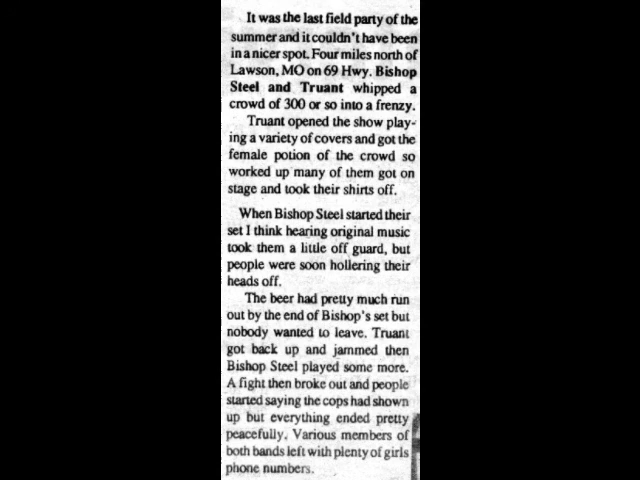 It was the last field party of the
summer and it couldn't have been
in a nicer spot. Four miles north of
Lawson, MO on 69 Hwy. Bishop
Steel and Truant whipped a
crowd of 300 or so into a frenzy.
Truant opened the show play-
ing a variety of covers and got the
female potion of the crowd so
worked up many of them got on
stage and took their shirts off.
When Bishop Steel started their
set I think hearing original music
took them a little off guard, but
people were soon hollering their
heads off.
The beer had pretty much run
out by the end of Bishop's set but
nobody wanted to leave. Truant
got back up and jammed then
Bishop Steel played some more.
A fight then broke out and people
started saying the cops had shown
up but everything ended pretty
peacefully. Various members of
both bands left with plenty of girls
phone numbers.